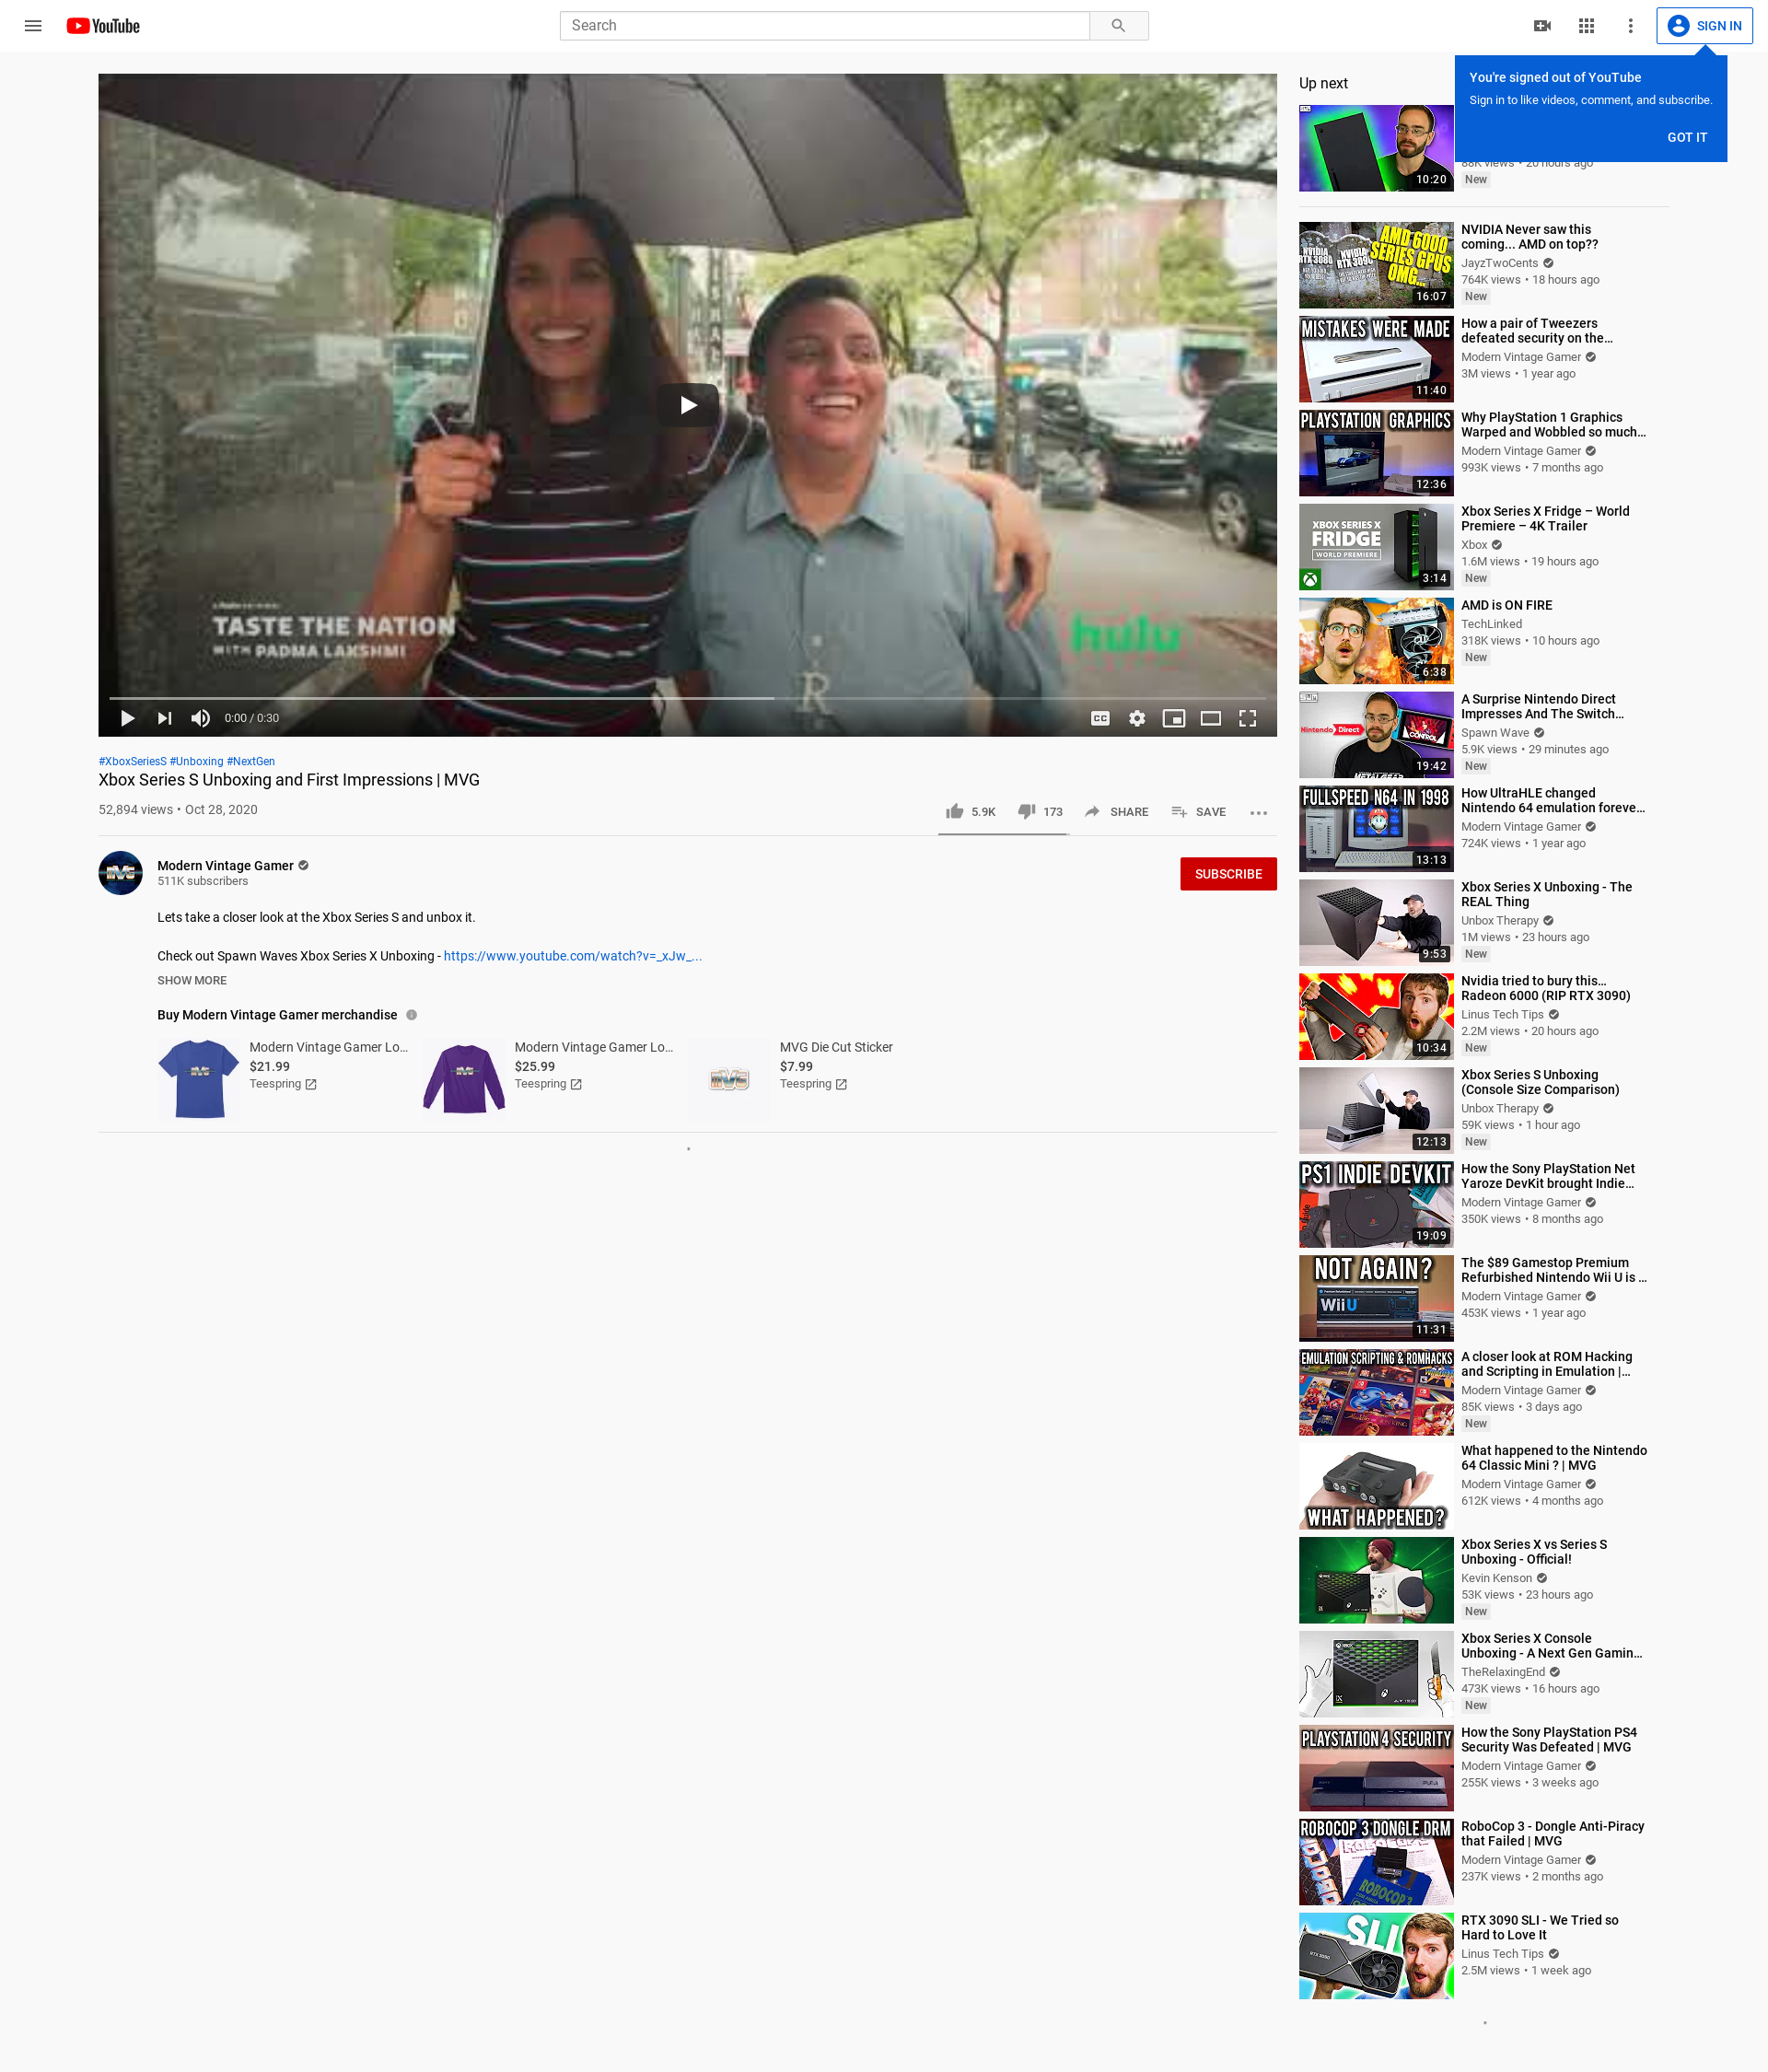 YouTube
Search
SIGN IN
You're signed out of YouTube
Sign in to like videos, comment, and subscribe.
GOT IT
TASTE THE NATION
WITH PADMA LAKSHMI
hulu
CC
0:00 / 0:30
#XboxSeriesS #Unboxing #NextGen
Xbox Series S Unboxing and First Impressions | MVG
52,894 views • Oct 28, 2020
5.9K
173
SHARE
SAVE
Modern Vintage Gamer
511K subscribers
SUBSCRIBE
Lets take a closer look at the Xbox Series S and unbox it.
Check out Spawn Waves Xbox Series X Unboxing - https://www.youtube.com/watch?v=_xJw_...
SHOW MORE
Buy Modern Vintage Gamer merchandise
Modern Vintage Gamer Lo...
$21.99
Teespring
Modern Vintage Gamer Lo...
$25.99
Teespring
MVG Die Cut Sticker
$7.99
Teespring
Up next
10:20
88K views • 20 hours ago
New
NVIDIA RTX 3080
NVIDIA RTX 3090
AMD 6000 SERIES GPUS OMG...
16:07
NVIDIA Never saw this
coming... AMD on top??
JayzTwoCents
764K views • 18 hours ago
New
MISTAKES WERE MADE
11:40
How a pair of Tweezers
defeated security on the...
Modern Vintage Gamer
3M views • 1 year ago
PLAYSTATION GRAPHICS
12:36
Why PlayStation 1 Graphics
Warped and Wobbled so much...
Modern Vintage Gamer
993K views • 7 months ago
XBOX SERIES X
FRIDGE
WORLD PREMIERE
3:14
Xbox Series X Fridge – World
Premiere – 4K Trailer
Xbox
1.6M views • 19 hours ago
New
6:38
AMD is ON FIRE
TechLinked
318K views • 10 hours ago
New
Nintendo Direct
CONTROL
19:42
A Surprise Nintendo Direct
Impresses And The Switch...
Spawn Wave
5.9K views • 29 minutes ago
New
FULLSPEED N64 IN 1998
13:13
How UltraHLE changed
Nintendo 64 emulation foreve...
Modern Vintage Gamer
724K views • 1 year ago
9:53
Xbox Series X Unboxing - The
REAL Thing
Unbox Therapy
1M views • 23 hours ago
New
10:34
Nvidia tried to bury this...
Radeon 6000 (RIP RTX 3090)
Linus Tech Tips
2.2M views • 20 hours ago
New
12:13
Xbox Series S Unboxing
(Console Size Comparison)
Unbox Therapy
59K views • 1 hour ago
New
PS1 INDIE DEVKIT
19:09
How the Sony PlayStation Net
Yaroze DevKit brought Indie...
Modern Vintage Gamer
350K views • 8 months ago
NOT AGAIN?
WiiU
11:31
The $89 Gamestop Premium
Refurbished Nintendo Wii U is ...
Modern Vintage Gamer
453K views • 1 year ago
EMULATION SCRIPTING & ROMHACKS
A closer look at ROM Hacking
and Scripting in Emulation |...
Modern Vintage Gamer
85K views • 3 days ago
New
WHAT HAPPENED?
What happened to the Nintendo
64 Classic Mini ? | MVG
Modern Vintage Gamer
612K views • 4 months ago
Xbox Series X vs Series S
Unboxing - Official!
Kevin Kenson
53K views • 23 hours ago
New
Xbox Series X Console
Unboxing - A Next Gen Gamin...
TheRelaxingEnd
473K views • 16 hours ago
New
PLAYSTATION 4 SECURITY
How the Sony PlayStation PS4
Security Was Defeated | MVG
Modern Vintage Gamer
255K views • 3 weeks ago
ROBOCOP 3 DONGLE DRM
ROBOCOP 3
RoboCop 3 - Dongle Anti-Piracy
that Failed | MVG
Modern Vintage Gamer
237K views • 2 months ago
SLI
RTX 3090
RTX 3090 SLI - We Tried so
Hard to Love It
Linus Tech Tips
2.5M views • 1 week ago